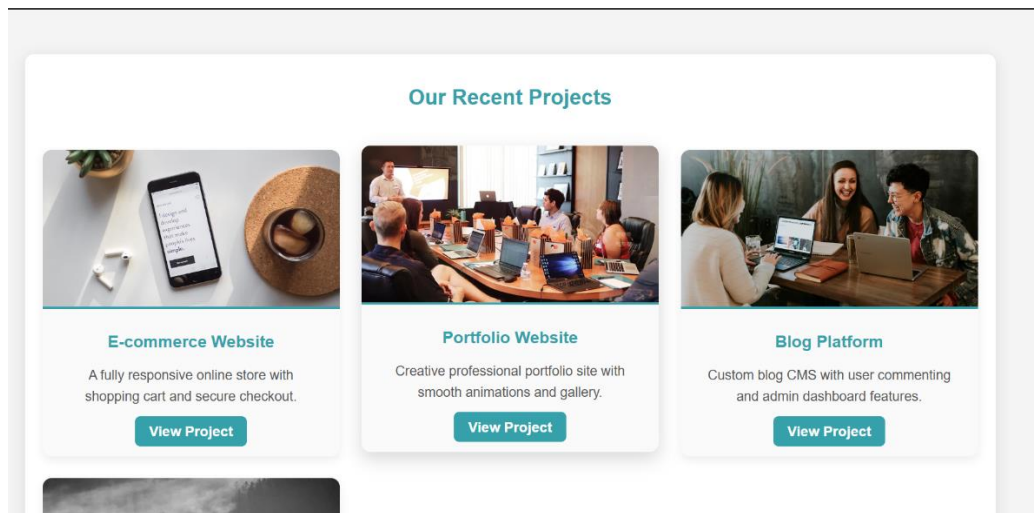 Our Recent Projects
E-commerce Website
A fully responsive online store with
shopping cart and secure checkout.
View Project
Portfolio Website
Creative professional portfolio site with
smooth animations and gallery.
View Project
Blog Platform
Custom blog CMS with user commenting
and admin dashboard features.
View Project